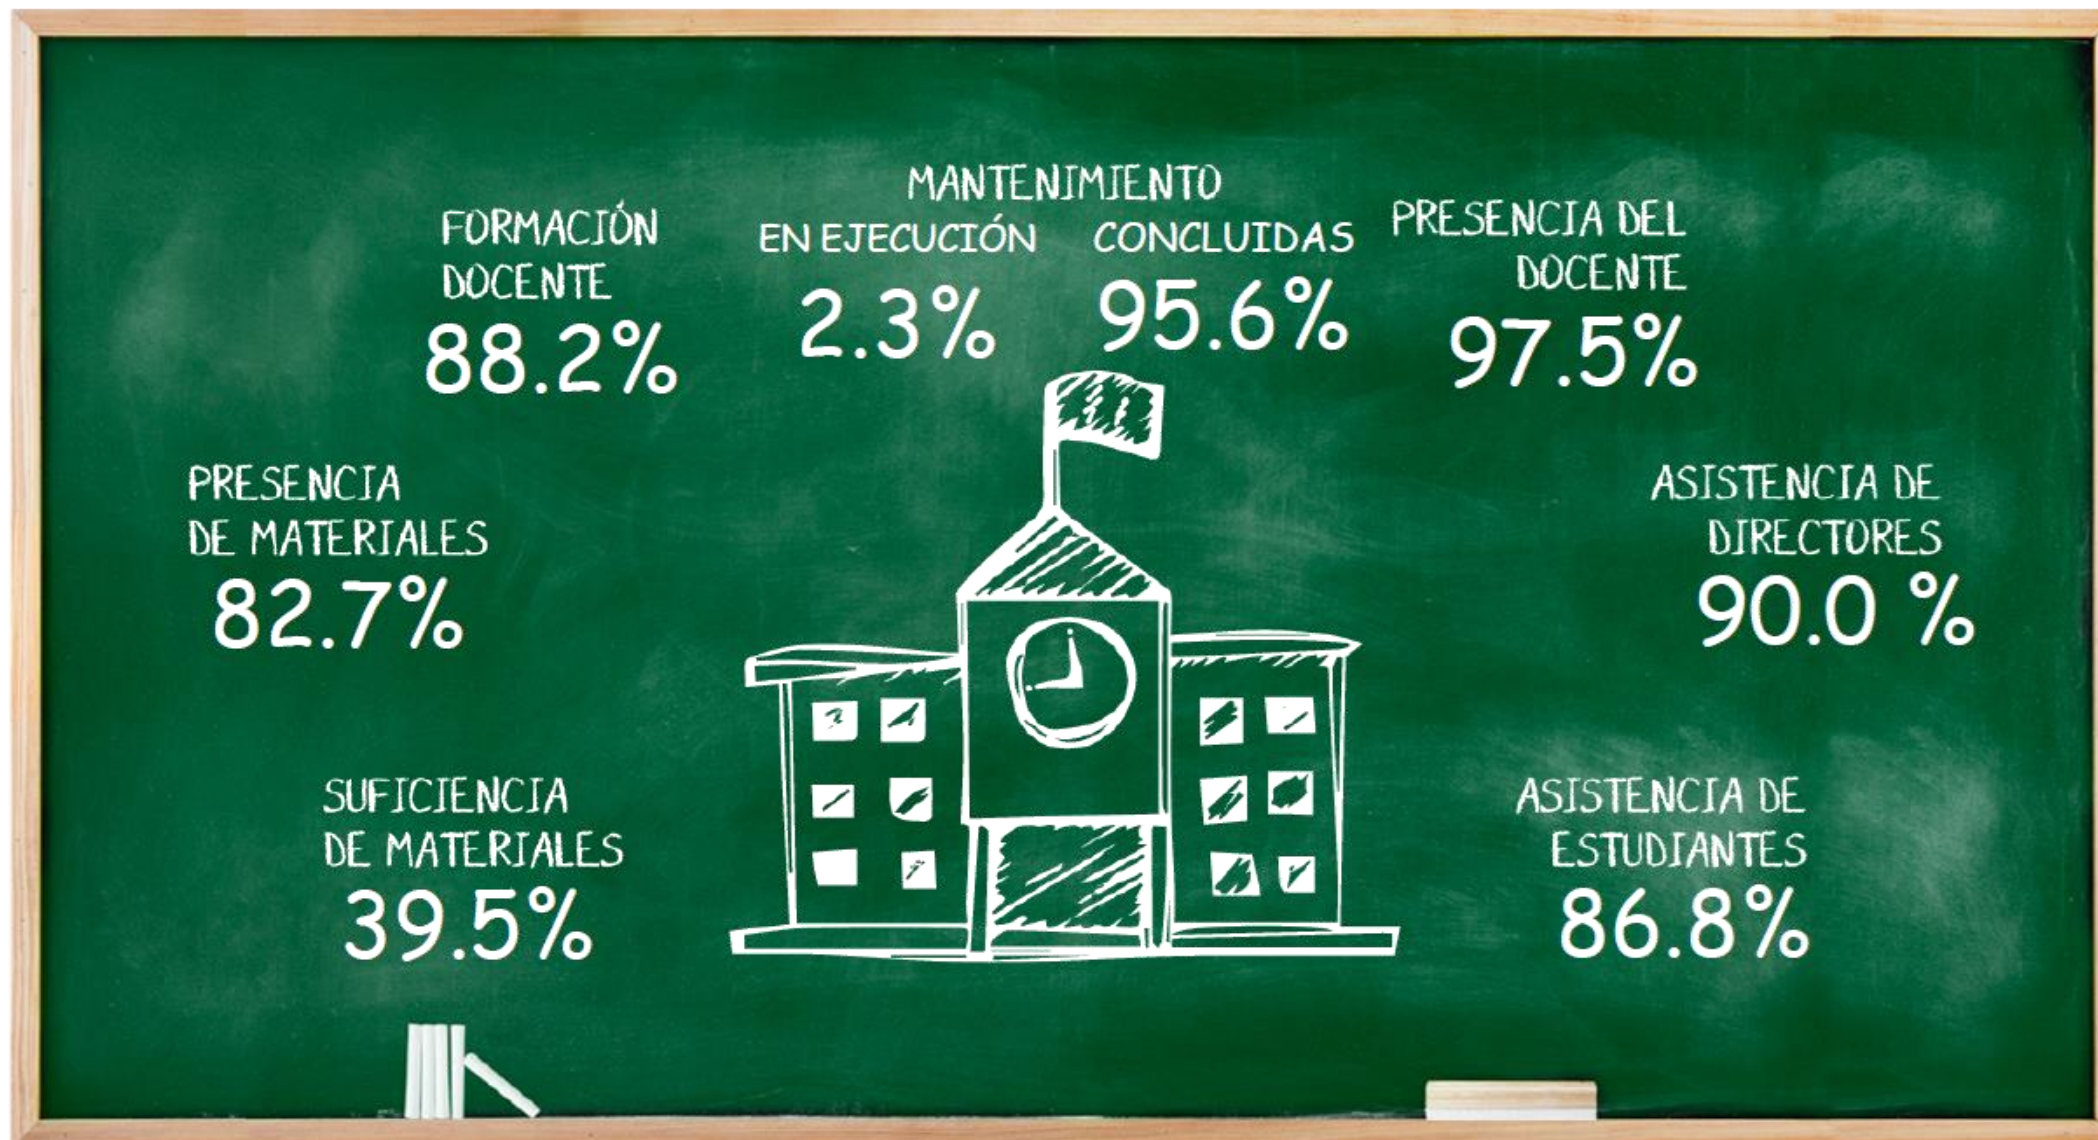 MANTENIMIENTO
EN EJECUCIÓN CONCLUIDAS
2.3% 95.6%
FORMACIÓN
DOCENTE
88.2%
PRESENCIA DEL
DOCENTE
97.5%
PRESENCIA
DE MATERIALES
82.7%
ASISTENCIA DE
DIRECTORES
90.0 %
SUFICIENCIA
DE MATERIALES
39.5%
ASISTENCIA DE
ESTUDIANTES
86.8%